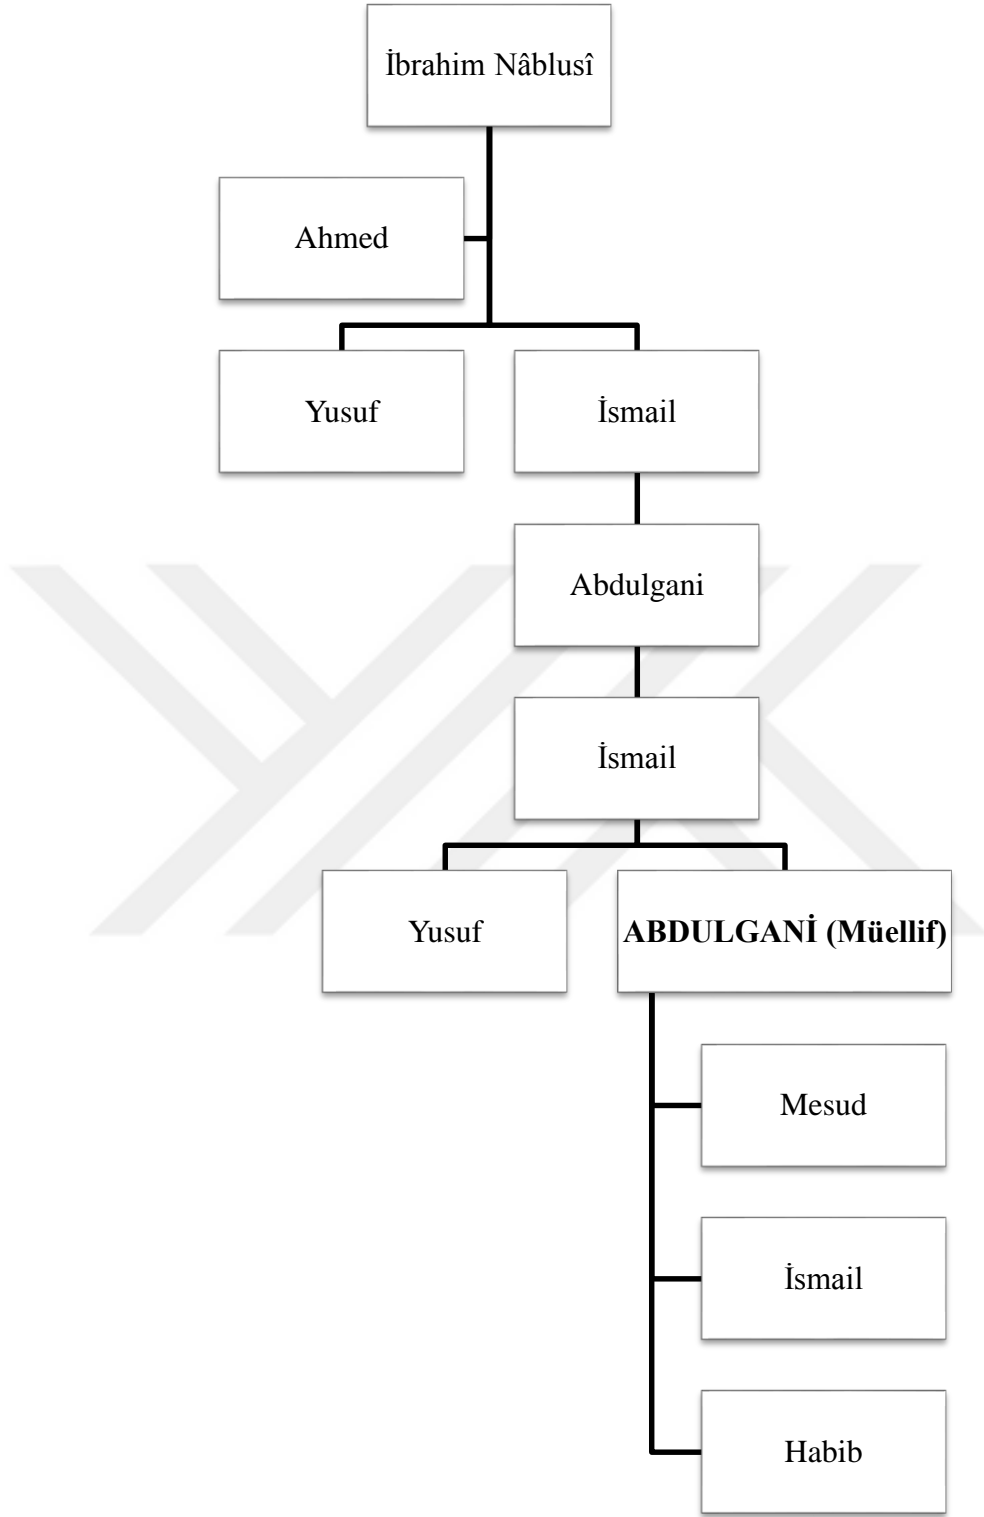 İbrahim Nâblusî
Ahmed
Yusuf
İsmail
Abdulgani
İsmail
Yusuf
ABDULGANİ (Müellif)
Mesud
İsmail
Habib